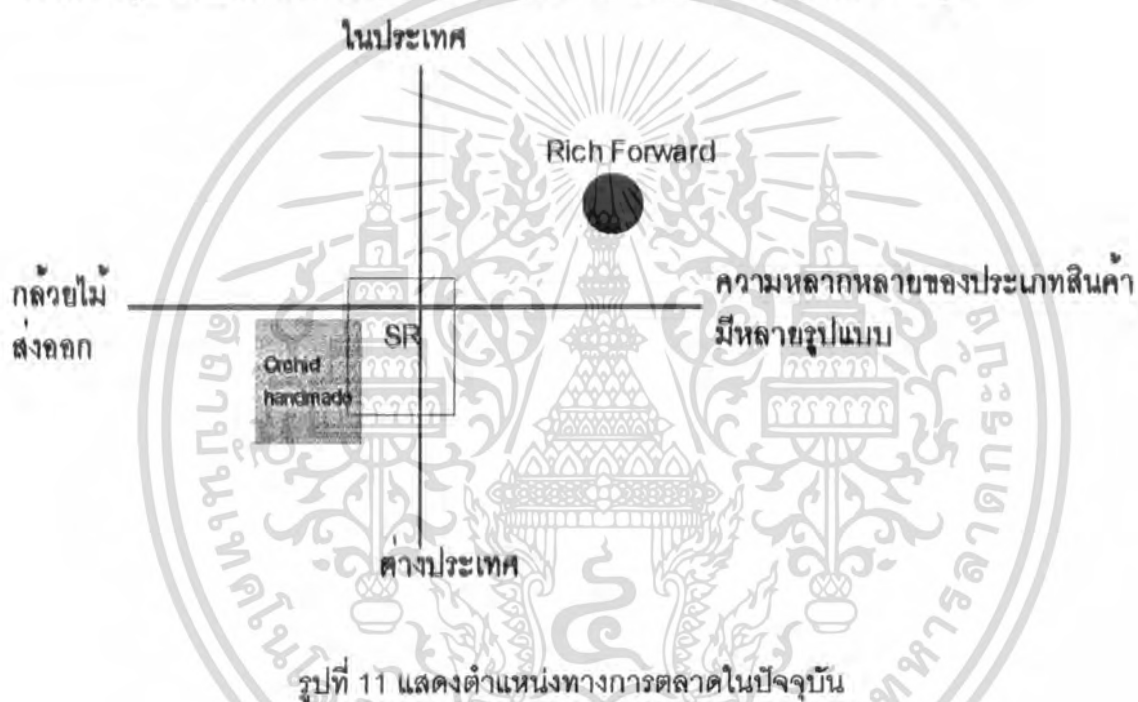 ในประเทศ
Rich Forward
กล้วยไม้
ส่งออก
ความหลากหลายของประเภทสินค้า
มีหลายรูปแบบ
SR
Orchid
handmade
ต่างประเทศ
รูปที่ 11 แสดงตำแหน่งทางการตลาดในปัจจุบัน